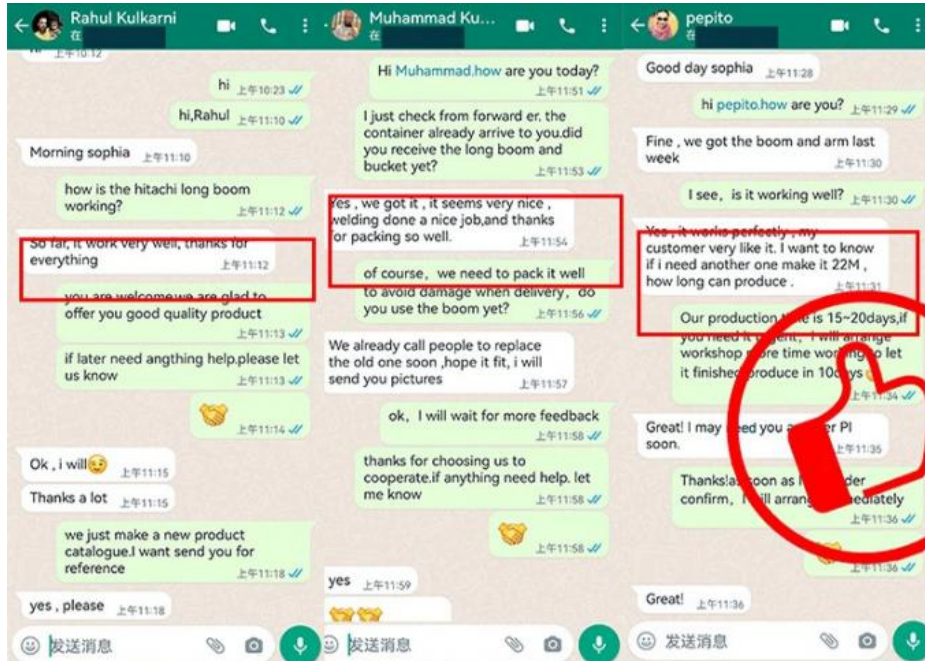 Rahul Kulkarni
在
上午10:12
hi 上午10:23
hi,Rahul 上午11:10
Morning sophia 上午11:10
how is the hitachi long boom
working? 上午11:12
So far, it work very well, thanks for
everything 上午11:12
you are welcome,we are glad to
offer you good quality product
上午11:13
if later need angthing help.please let
us know 上午11:13
上午11:14
Ok , i will 上午11:15
Thanks a lot 上午11:15
we just make a new product
catalogue.I want send you for
reference 上午11:18
yes , please 上午11:18
发送消息
Muhammad Ku...
在
Hi Muhammad.how are you today?
上午11:51
I just check from forward er. the
container already arrive to you.did
you receive the long boom and
bucket yet? 上午11:53
Yes , we got it , it seems very nice ,
welding done a nice job,and thanks
for packing so well. 上午11:54
of course，we need to pack it well
to avoid damage when delivery，do
you use the boom yet? 上午11:56
We already call people to replace
the old one soon ,hope it fit, i will
send you pictures 上午11:57
ok，I will wait for more feedback
上午11:58
thanks for choosing us to
cooperate.if anything need help. let
me know 上午11:58
上午11:58
yes 上午11:59
发送消息
pepito
在
Good day sophia 上午11:28
hi pepito.how are you? 上午11:29
Fine , we got the boom and arm last
week 上午11:30
I see，is it working well? 上午11:30
Yes , it works perfectly , my
customer very like it. I want to know
if i need another one make it 22M ,
how long can produce . 上午11:31
Our production time is 15~20days,if
you need it I will arrange
workshop more time to let
it finished produce in 10days
上午11:34
Great! I may need you PI
soon. 上午11:35
Thanks!as soon as
confirm，I will
上午11:36
上午11:36
Great! 上午11:36
发送消息